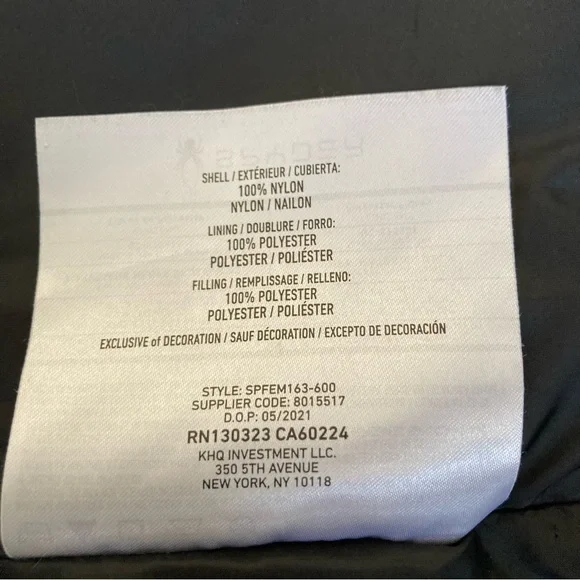 SHELL / EXTÉRIEUR / CUBIERTA:
100% NYLON
NYLON / NAILON
LINING / DOUBLURE / FORRO:
100% POLYESTER
POLYESTER / POLIÉSTER
FILLING / REMPLISSAGE / RELLENO:
100% POLYESTER
POLYESTER / POLIÉSTER
EXCLUSIVE of DECORATION / SAUF DÉCORATION / EXCEPTO DE DECORACIÓN
STYLE: SPFEM163-600
SUPPLIER CODE: 8015517
D.O.P: 05/2021
RN130323 CA60224
KHQ INVESTMENT LLC.
350 5TH AVENUE
NEW YORK, NY 10118